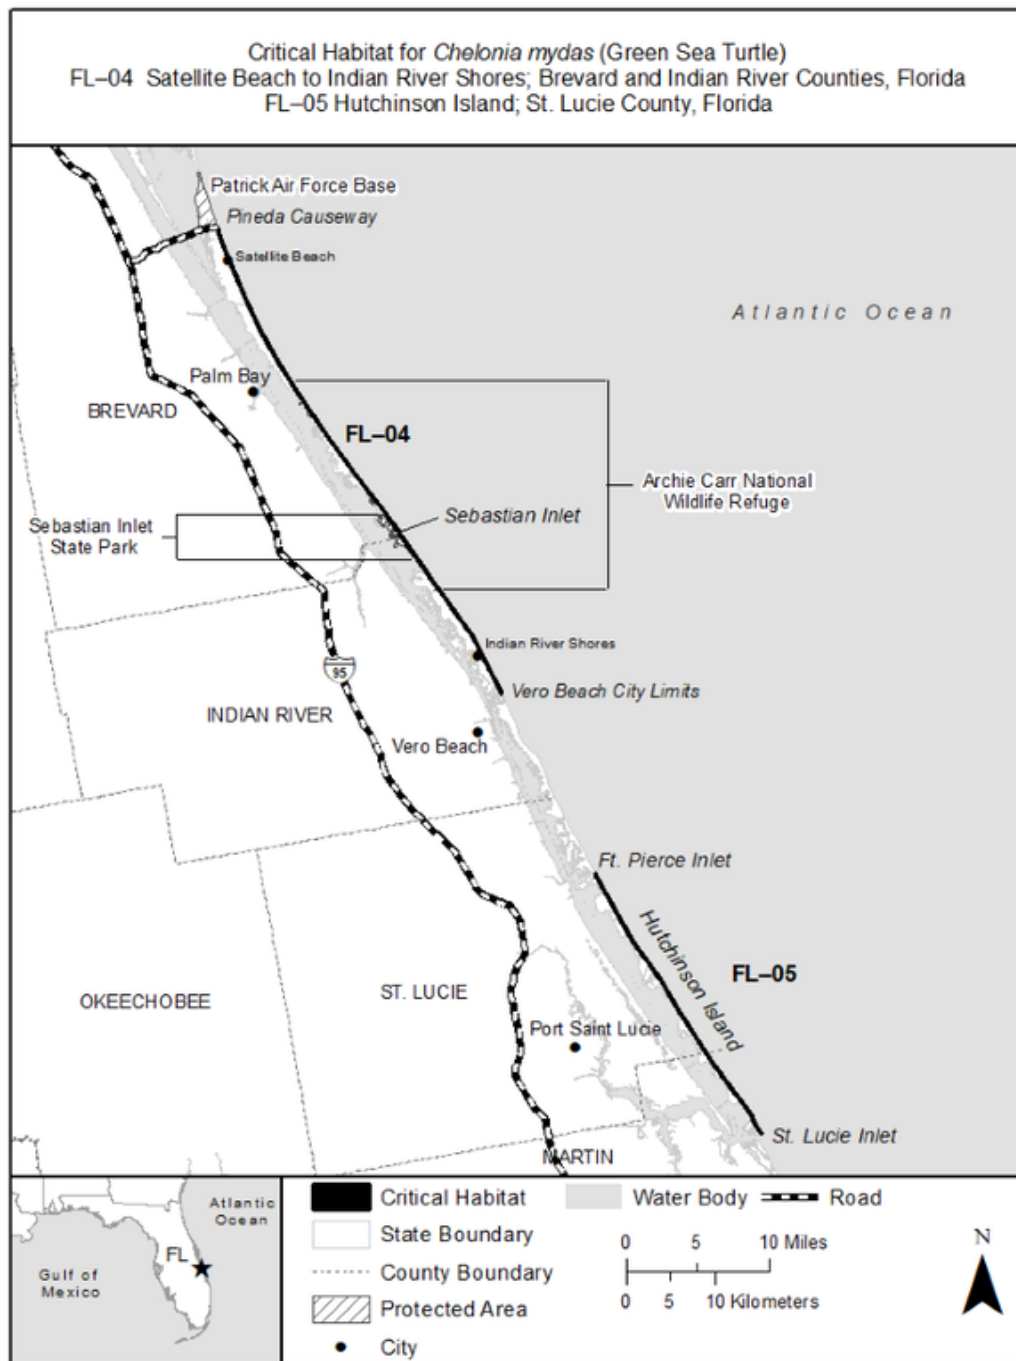 Critical Habitat for Chelonia mydas (Green Sea Turtle)
FL–04 Satellite Beach to Indian River Shores; Brevard and Indian River Counties, Florida
FL–05 Hutchinson Island; St. Lucie County, Florida
Patrick Air Force Base
Pineda Causeway
Satellite Beach
Atlantic Ocean
Palm Bay
BREVARD
FL–04
Archie Carr National
Wildlife Refuge
Sebastian Inlet
Sebastian Inlet
State Park
Indian River Shores
95
Vero Beach City Limits
INDIAN RIVER
Vero Beach
Ft. Pierce Inlet
Hutchinson Island
FL–05
OKEECHOBEE
ST. LUCIE
Port Saint Lucie
St. Lucie Inlet
MARTIN
Atlantic
Ocean
FL
Gulf of
Mexico
Critical Habitat
Water Body
Road
State Boundary
County Boundary
Protected Area
City
0 5 10 Miles
0 5 10 Kilometers
N